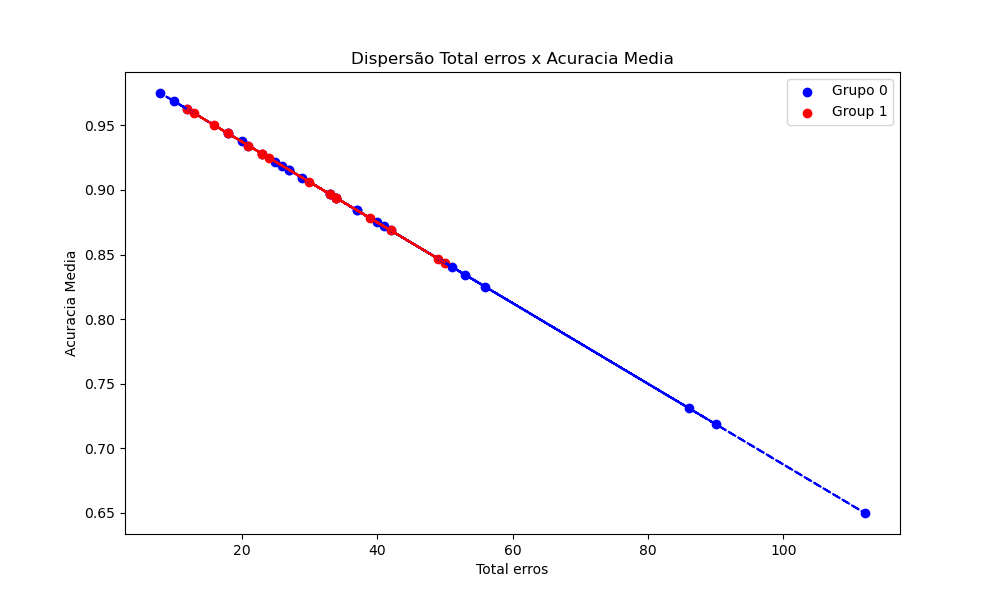 Dispersão Total erros x Acuracia Media
Grupo 0
Group 1
Acuracia Media
0.95
0.90
0.85
0.80
0.75
0.70
0.65
20
40
60
80
100
Total erros